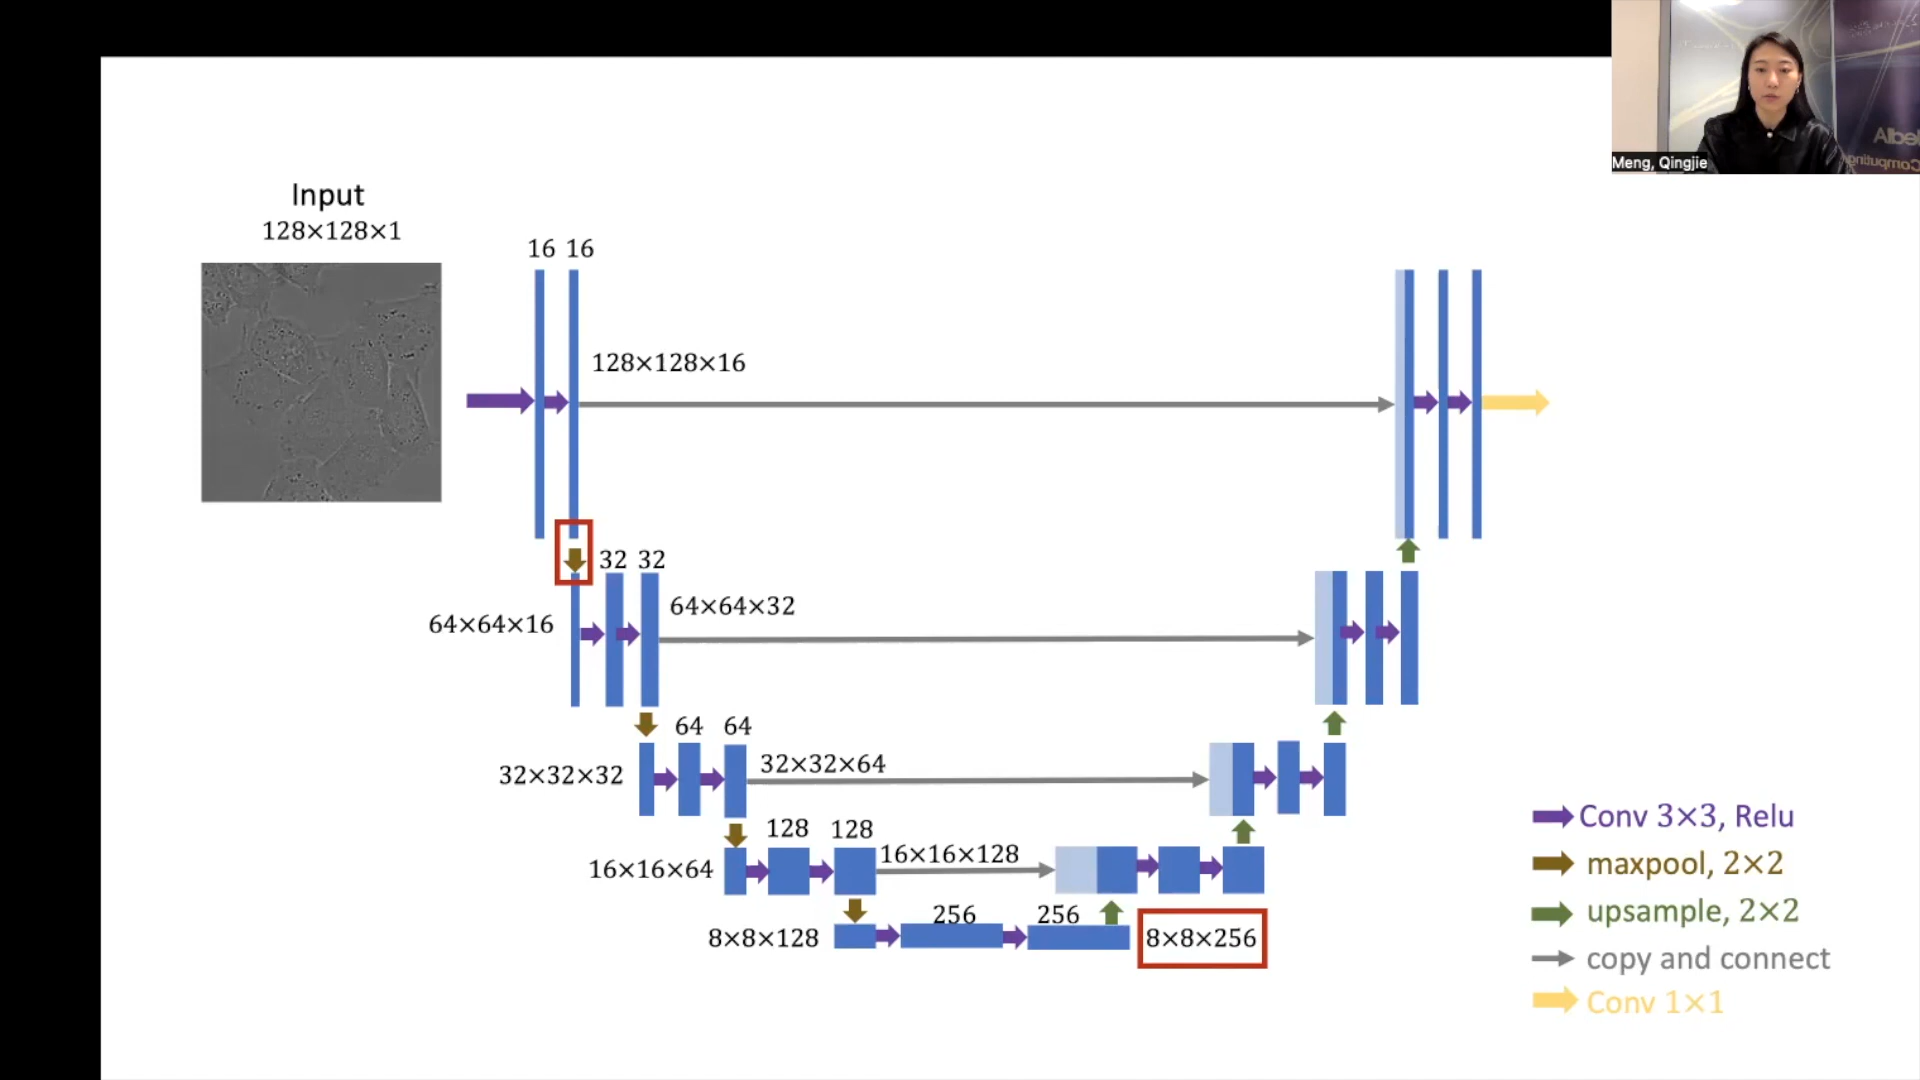 Meng, Qingjie
Input
128×128×1
16 16
128×128×16
32 32
64×64×16
64×64×32
64 64
32×32×32
32×32×64
128 128
16×16×64
16×16×128
256 256
8×8×128
8×8×256
Conv 3×3, Relu
maxpool, 2×2
upsample, 2×2
copy and connect
Conv 1×1